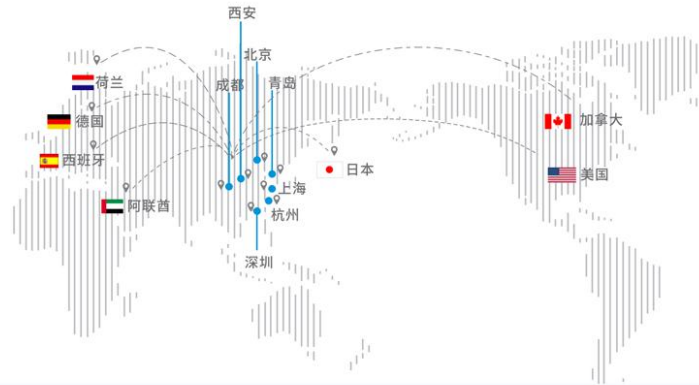 西安
北京
成都
青岛
荷兰
德国
西班牙
阿联酋
日本
上海
杭州
深圳
加拿大
美国